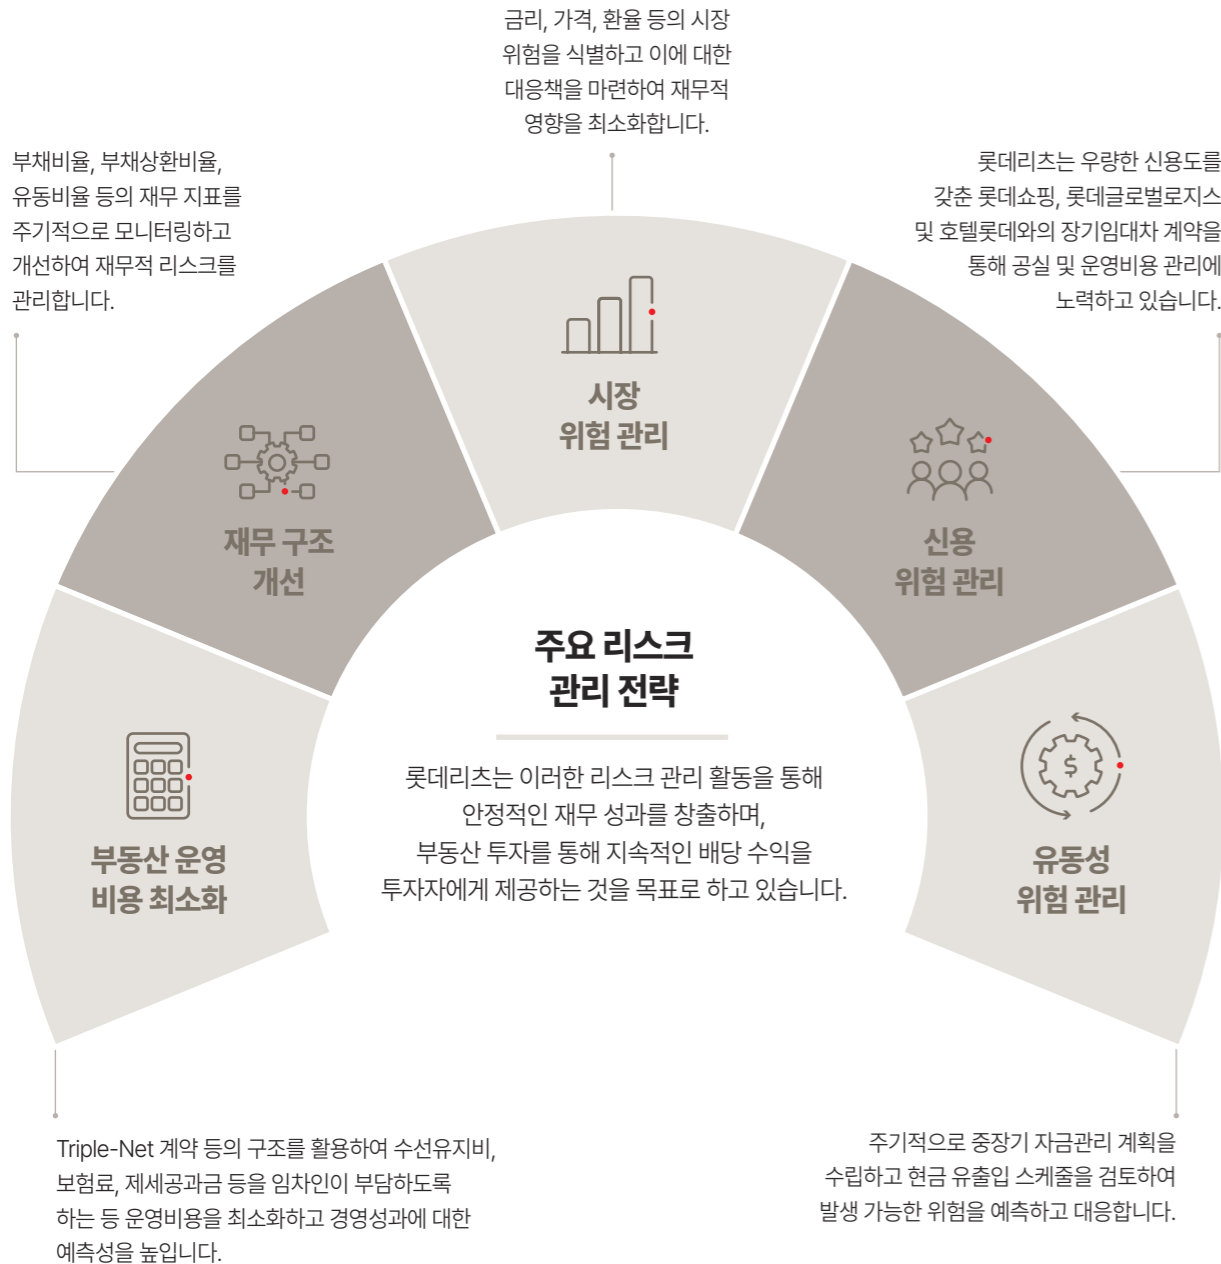 금리, 가격, 환율 등의 시장
위험을 식별하고 이에 대한
대응책을 마련하여 재무적
영향을 최소화합니다.
부채비율, 부채상환비율,
유동비율 등의 재무 지표를
주기적으로 모니터링하고
개선하여 재무적 리스크를
관리합니다.
롯데리츠는 우량한 신용도를
갖춘 롯데쇼핑, 롯데글로벌로지스
및 호텔롯데와의 장기임대차 계약을
통해 공실 및 운영비용 관리에
노력하고 있습니다.
시장
위험 관리
재무 구조
개선
신용
위험 관리
주요 리스크
관리 전략
롯데리츠는 이러한 리스크 관리 활동을 통해
안정적인 재무 성과를 창출하며,
부동산 투자를 통해 지속적인 배당 수익을
투자자에게 제공하는 것을 목표로 하고 있습니다.
부동산 운영
비용 최소화
$
유동성
위험 관리
Triple-Net 계약 등의 구조를 활용하여 수선유지비,
보험료, 제세공과금 등을 임차인이 부담하도록
하는 등 운영비용을 최소화하고 경영성과에 대한
예측성을 높입니다.
주기적으로 중장기 자금관리 계획을
수립하고 현금 유출입 스케줄을 검토하여
발생 가능한 위험을 예측하고 대응합니다.